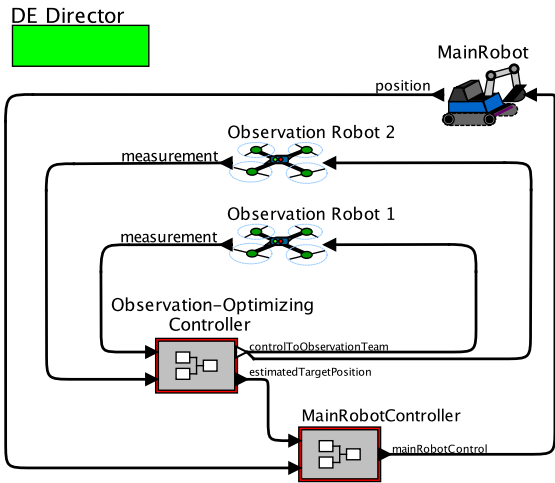 DE Director
MainRobot
position
Observation Robot 2
measurement
Observation Robot 1
measurement
Observation-Optimizing
Controller
controlToObservationTeam
estimatedTargetPosition
MainRobotController
mainRobotControl